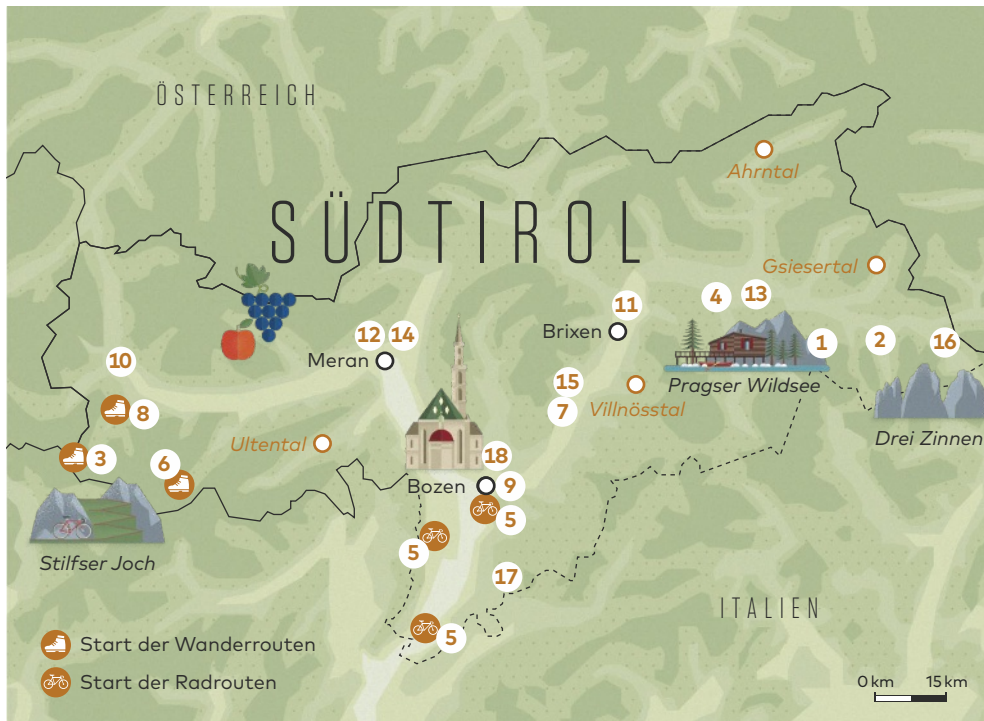 ÖSTERREICH
Ahrntal
SÜDTIROL
Gsiesertal
4 13
11
Brixen
12 14
Meran
1 2 16
10
15
Pragser Wildsee
7
Villnösstal
8
Drei Zinnen
Ultental
3
6
18
Bozen 9
5
5
Stilfser Joch
17
ITALIEN
5
Start der Wanderrouten
Start der Radrouten
0 km 15 km